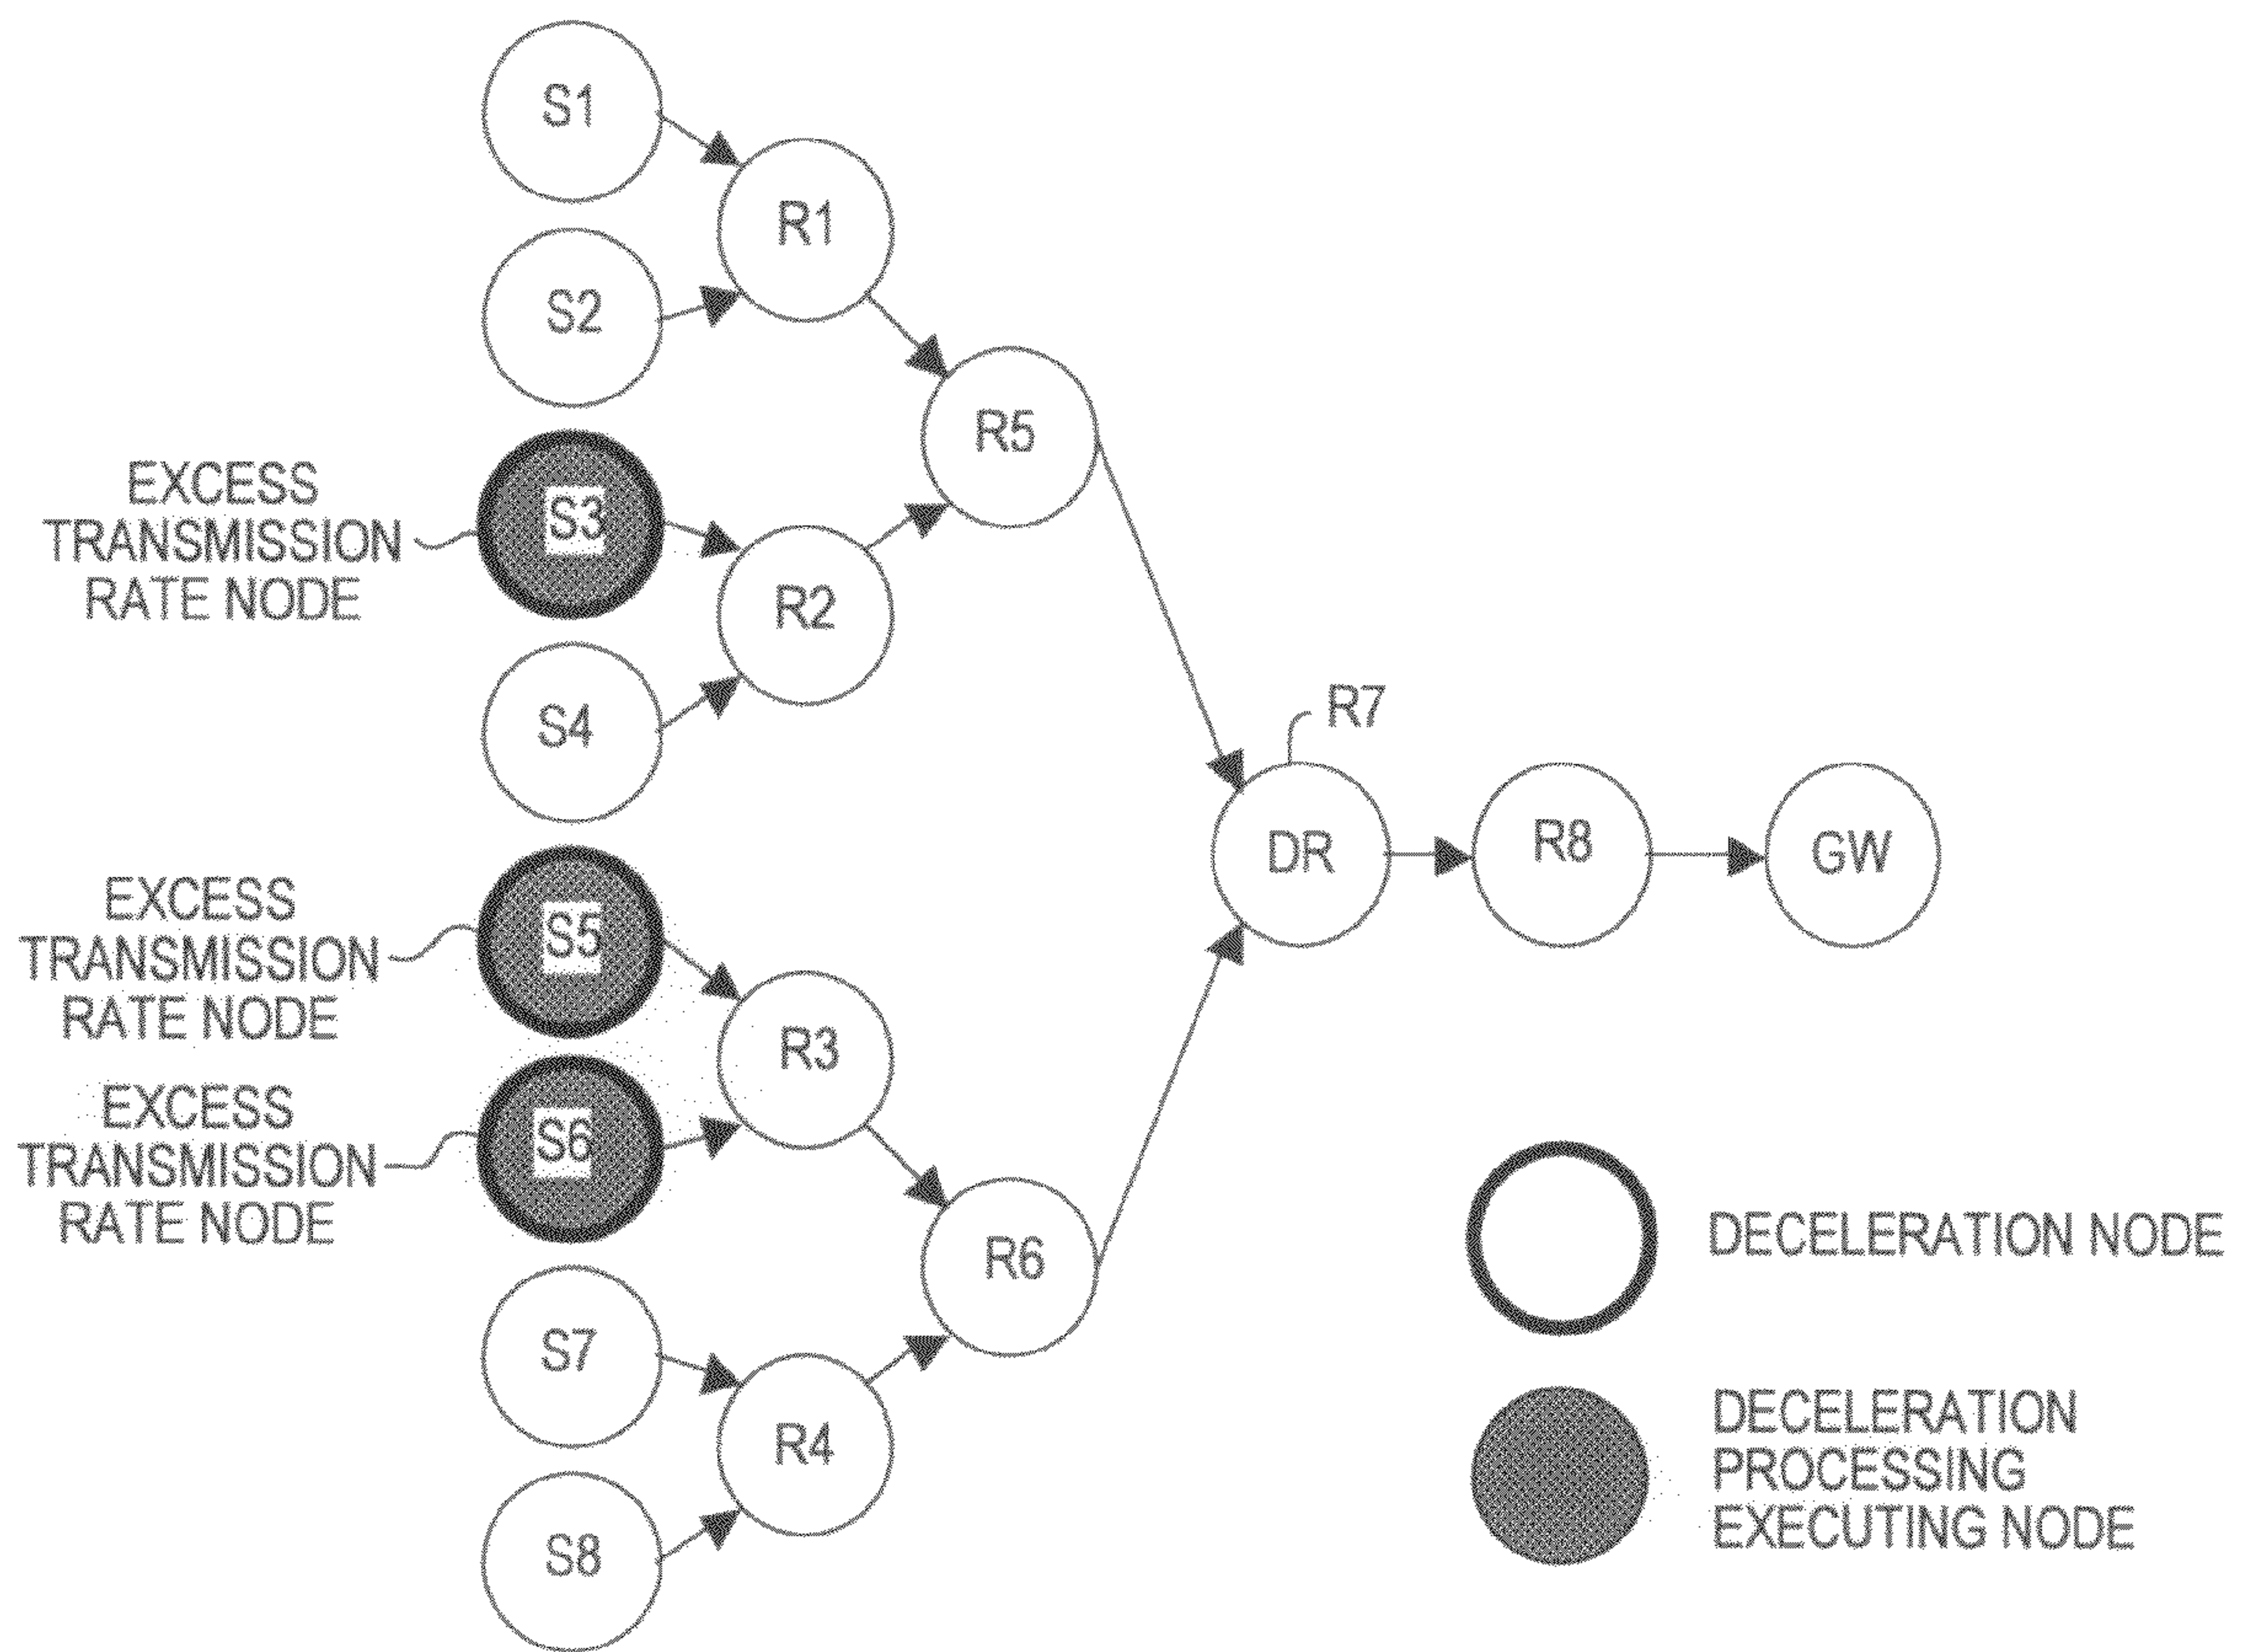 S1
R1
S2
R5
EXCESS
TRANSMISSION
RATE NODE
S3
R2
S4
R7
DR
R8
GW
EXCESS
TRANSMISSION
RATE NODE
S5
R3
EXCESS
TRANSMISSION
RATE NODE
S6
R6
S7
R4
S8
DECELERATION NODE
DECELERATION
PROCESSING
EXECUTING NODE